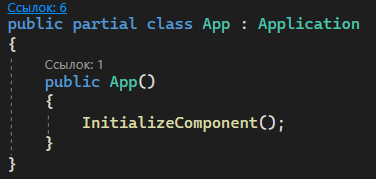 Ссылок: 6
public partial class App : Application
{
Ссылок: 1
public App()
{
InitializeComponent();
}
}